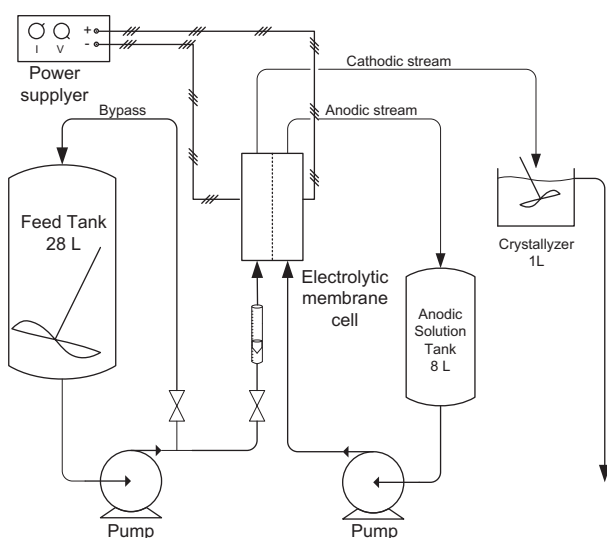 I V
+
-
Power
supplyer
Cathodic stream
Bypass
Anodic stream
Feed Tank
28 L
Electrolytic
membrane
cell
Crystallyzer
1L
Anodic
Solution
Tank
8 L
Pump
Pump